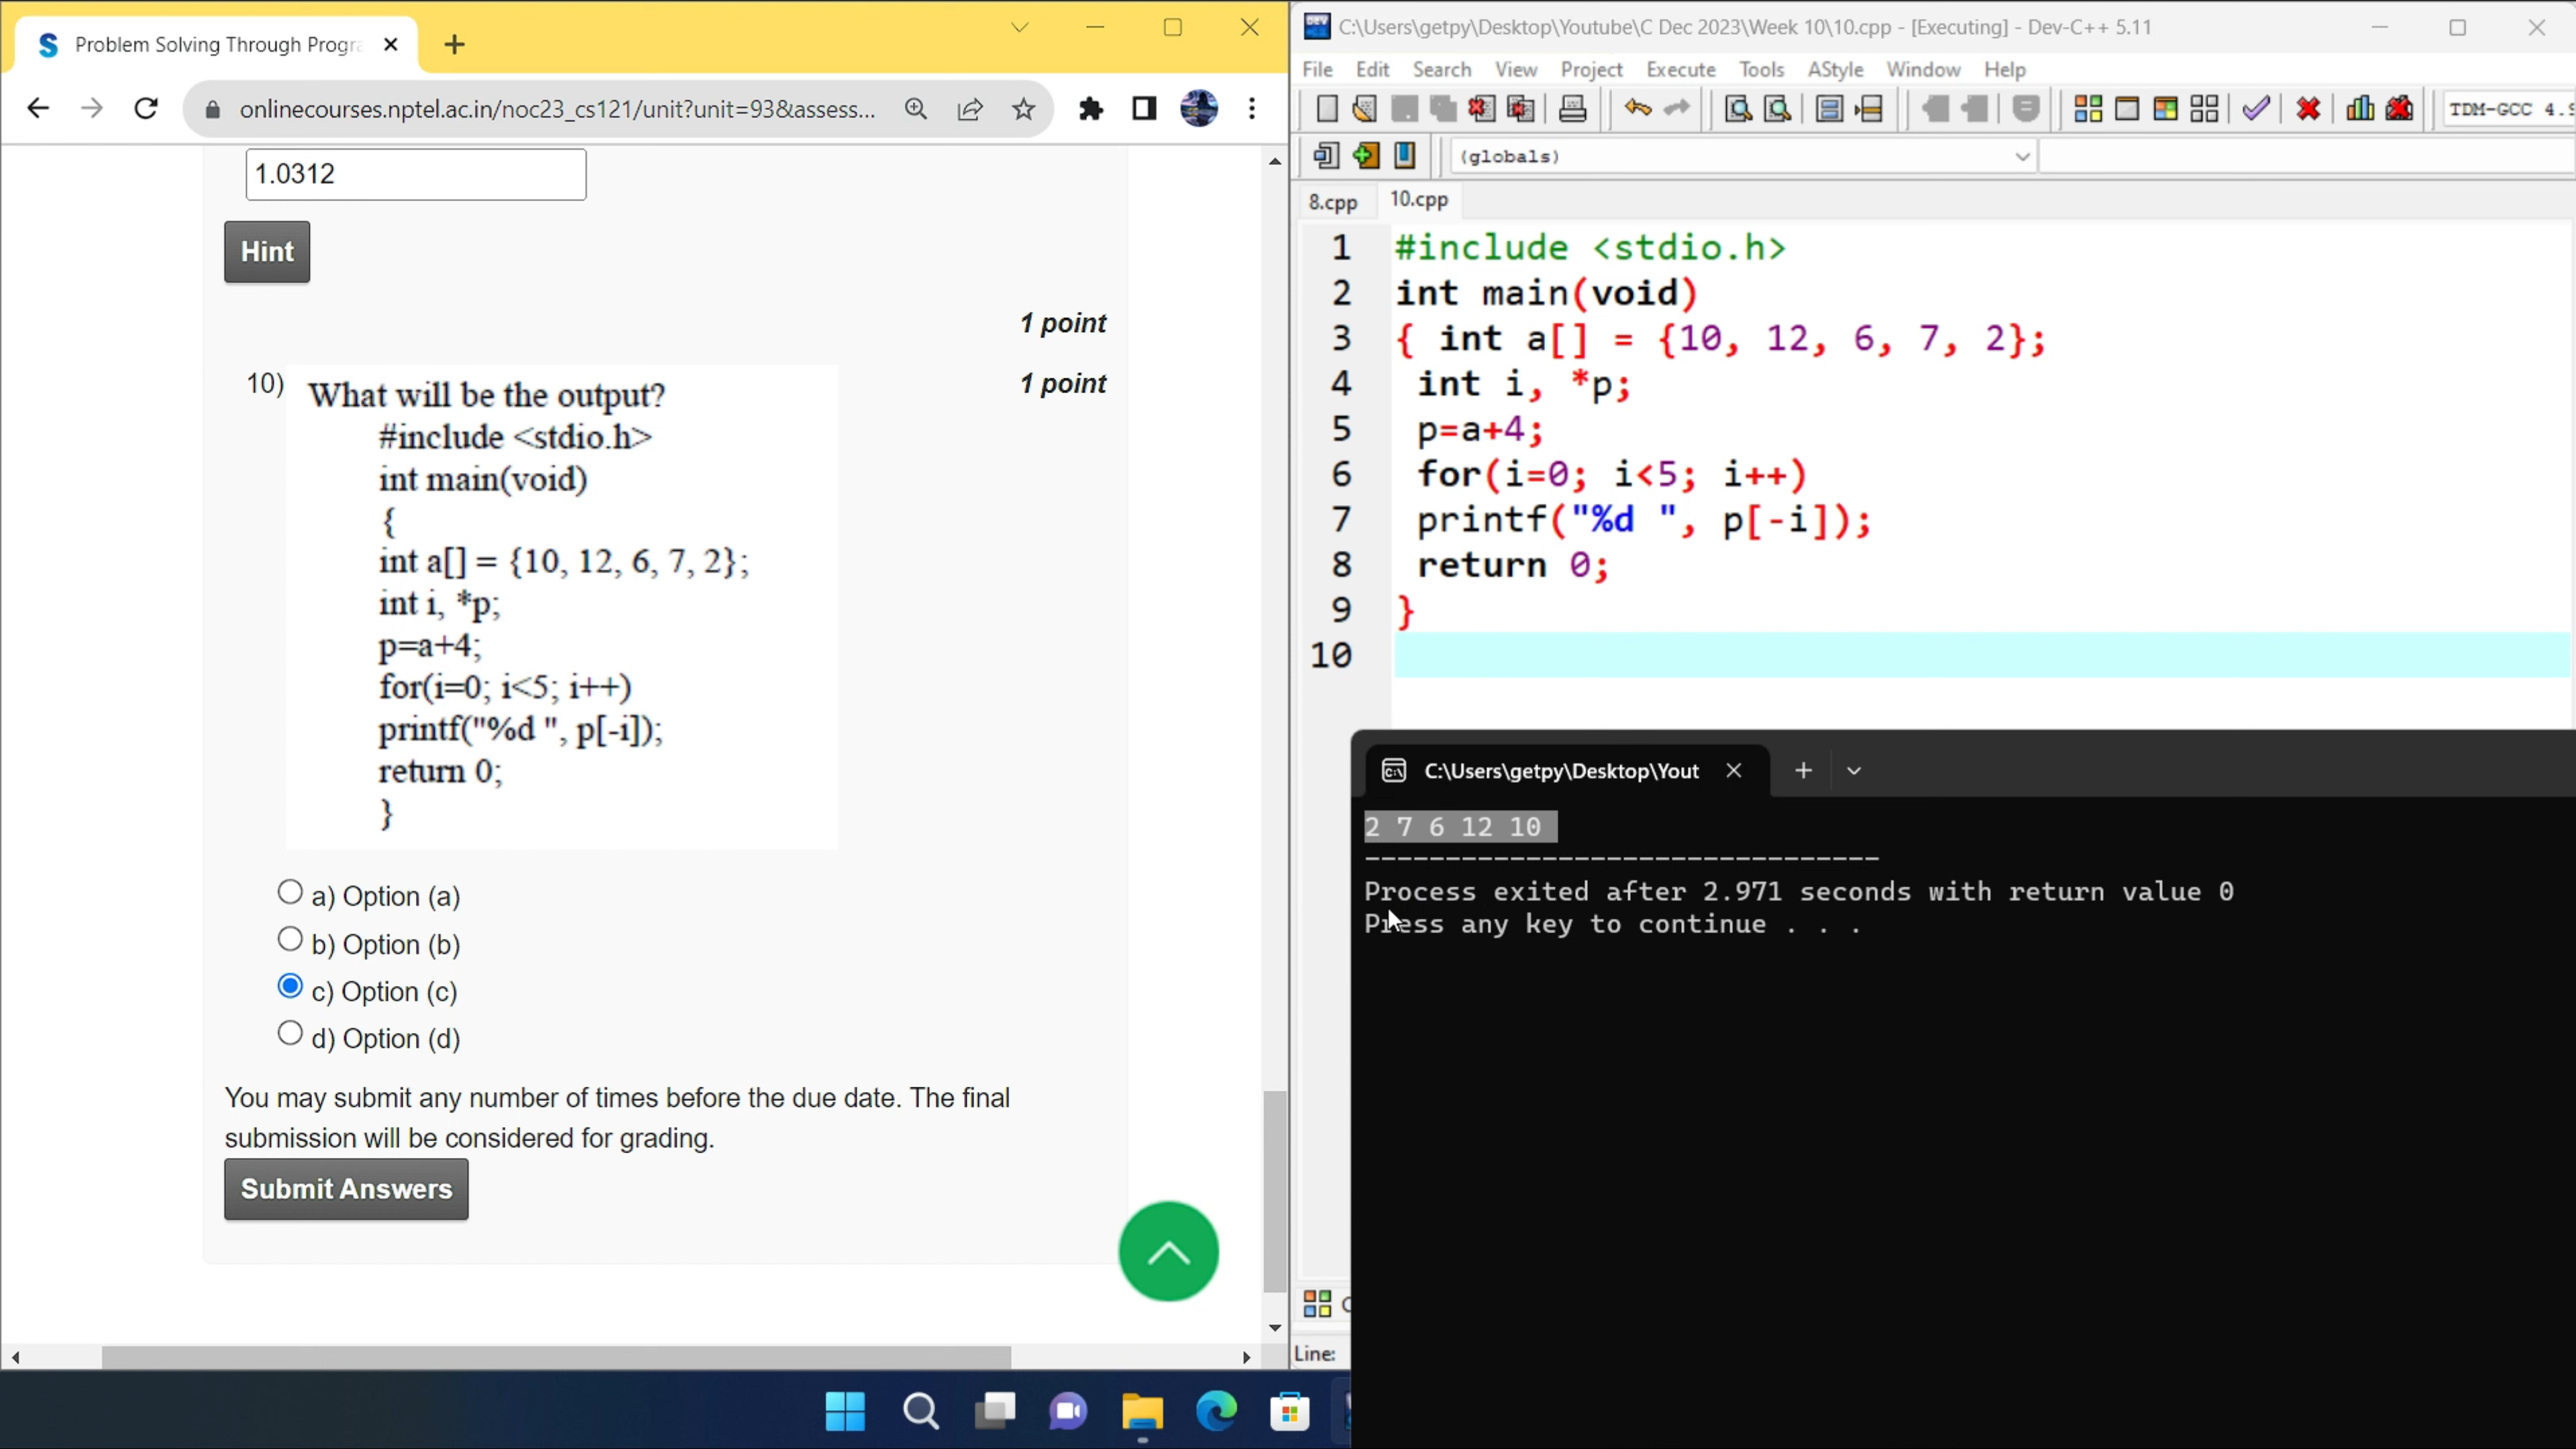 Problem Solving Through Progra
onlinecourses.nptel.ac.in/noc23_cs121/unit?unit=93&assess...
1.0312
Hint
1 point
10)
1 point
What will be the output?
#include <stdio.h>
int main(void)
{
int a[] = {10, 12, 6, 7, 2};
int i, *p;
p=a+4;
for(i=0; i<5; i++)
printf("%d ", p[-i]);
return 0;
}
a) Option (a)
b) Option (b)
c) Option (c)
d) Option (d)
You may submit any number of times before the due date. The final
submission will be considered for grading.
Submit Answers
C:\Users\getpy\Desktop\Youtube\C Dec 2023\Week 10\10.cpp - [Executing] - Dev-C++ 5.11
File Edit Search View Project Execute Tools AStyle Window Help
TDM-GCC 4.9
(globals)
8.cpp 10.cpp
1 #include <stdio.h>
2 int main(void)
3 { int a[] = {10, 12, 6, 7, 2};
4 int i, *p;
5 p=a+4;
6 for(i=0; i<5; i++)
7 printf("%d ", p[-i]);
8 return 0;
9 }
10
C:\Users\getpy\Desktop\Yout
2 7 6 12 10
--------------------------------
Process exited after 2.971 seconds with return value 0
Press any key to continue . . .
Line: